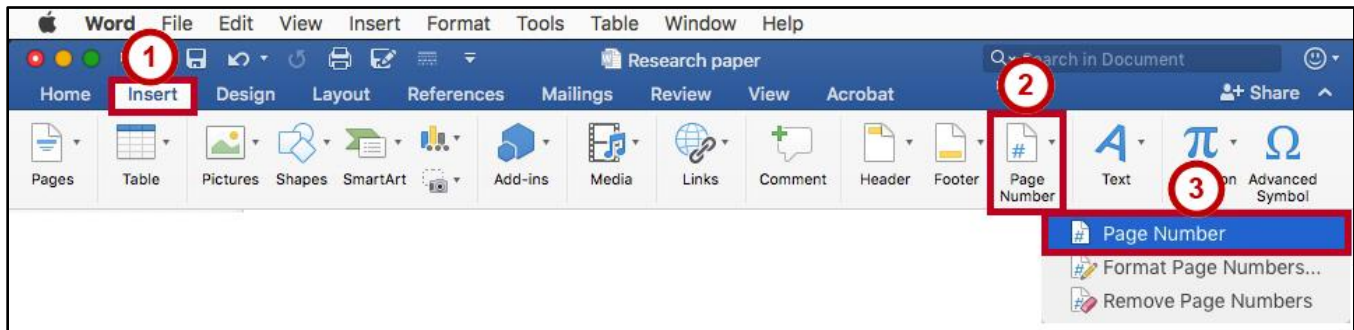 Word File Edit View Insert Format Tools Table Window Help
1 Research paper Search in Document
Home Insert Design Layout References Mailings Review View Acrobat 2 Share
Pages Table Pictures Shapes SmartArt Add-ins Media Links Comment Header Footer # Page Number Text π 3 Ω Advanced Symbol
Page Number
Format Page Numbers...
Remove Page Numbers